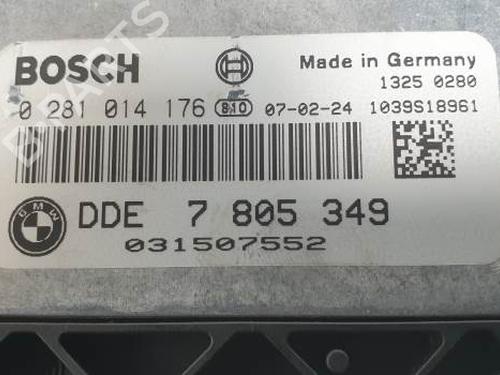 BOSCH
Made in Germany
1325 0280
0 281 014 176 810 07-02-24 1039S18961
BMW
DDE 7 805 349
031507552